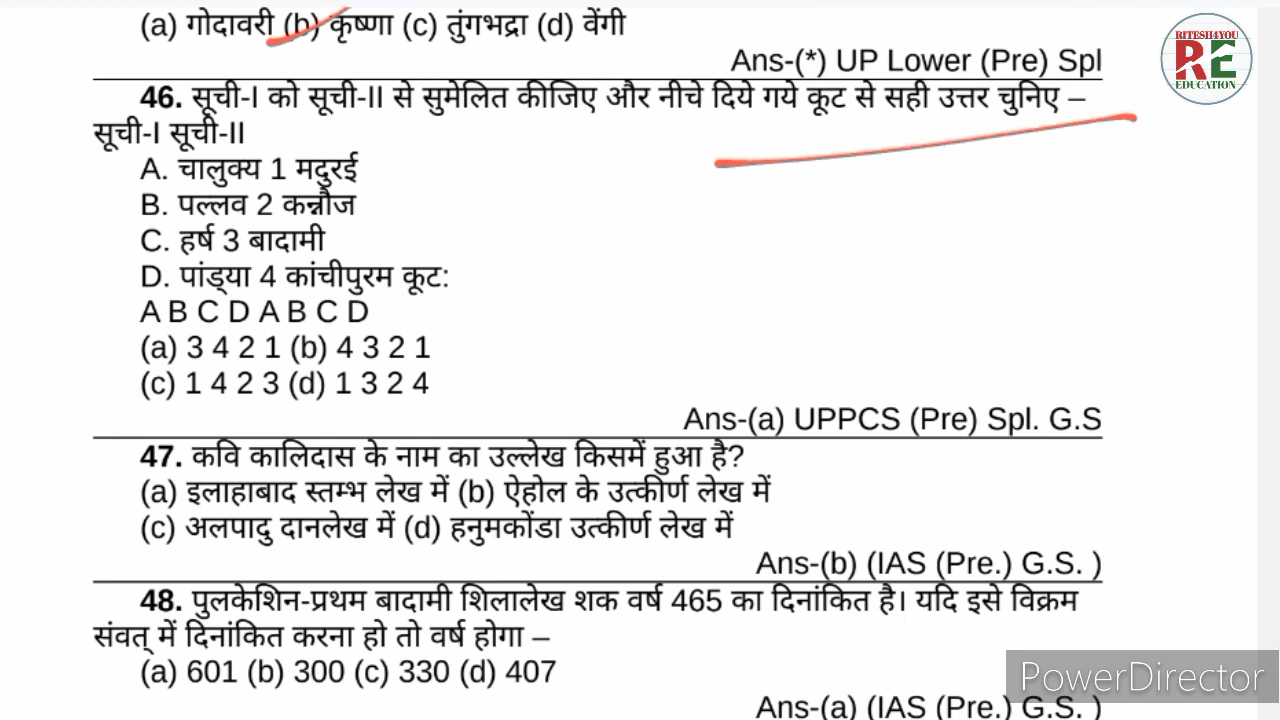 (a) गोदावरी (b) कृष्णा (c) तुंगभद्रा (d) वेंगी
Ans-(*) UP Lower (Pre) Spl
RITESH4YOU
RE
EDUCATION
46. सूची-I को सूची-II से सुमेलित कीजिए और नीचे दिये गये कूट से सही उत्तर चुनिए –
सूची-I सूची-II
A. चालुक्य 1 मदुरई
B. पल्लव 2 कन्नौज
C. हर्ष 3 बादामी
D. पांड्या 4 कांचीपुरम कूट:
A B C D A B C D
(a) 3 4 2 1 (b) 4 3 2 1
(c) 1 4 2 3 (d) 1 3 2 4
Ans-(a) UPPCS (Pre) Spl. G.S
47. कवि कालिदास के नाम का उल्लेख किसमें हुआ है?
(a) इलाहाबाद स्तम्भ लेख में (b) ऐहोल के उत्कीर्ण लेख में
(c) अलपादु दानलेख में (d) हनुमकोंडा उत्कीर्ण लेख में
Ans-(b) (IAS (Pre.) G.S. )
48. पुलकेशिन-प्रथम बादामी शिलालेख शक वर्ष 465 का दिनांकित है। यदि इसे विक्रम
संवत् में दिनांकित करना हो तो वर्ष होगा –
(a) 601 (b) 300 (c) 330 (d) 407
PowerDirector
Ans-(a) (IAS (Pre.) G.S. )